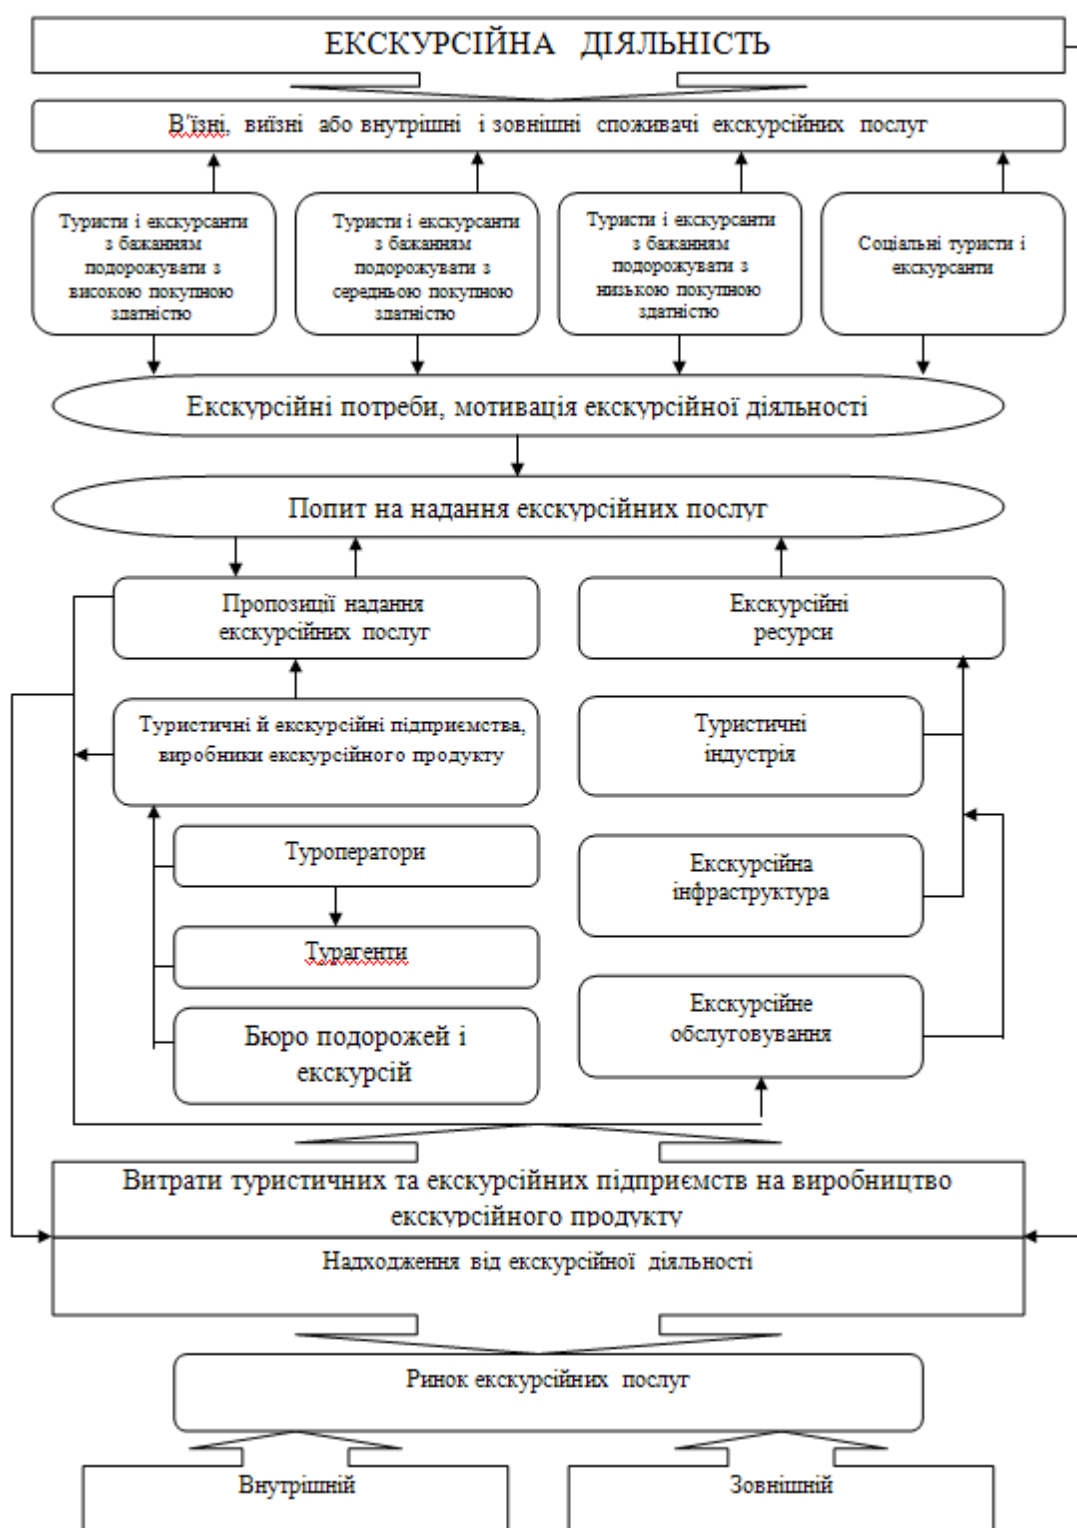 ЕКСКУРСІЙНА ДІЯЛЬНІСТЬ
В'їзні, виїзні або внутрішні і зовнішні споживачі екскурсійних послуг
Туристи і екскурсанти
з бажанням
подорожувати з
високою покупною
здатністю
Туристи і екскурсанти
з бажанням
подорожувати з
середньою покупною
здатністю
Туристи і екскурсанти
з бажанням
подорожувати з
низькою покупною
здатністю
Соціальні туристи і
екскурсанти
Екскурсійні потреби, мотивація екскурсійної діяльності
Попит на надання екскурсійних послуг
Пропозиції надання
екскурсійних послуг
Екскурсійні
ресурси
Туристичні й екскурсійні підприємства,
виробники екскурсійного продукту
Туристичні
індустрія
Туроператори
Екскурсійна
інфраструктура
Турагенти
Бюро подорожей і
екскурсій
Екскурсійне
обслуговування
Витрати туристичних та екскурсійних підприємств на виробництво
екскурсійного продукту
Надходження від екскурсійної діяльності
Ринок екскурсійних послуг
Внутрішній
Зовнішній